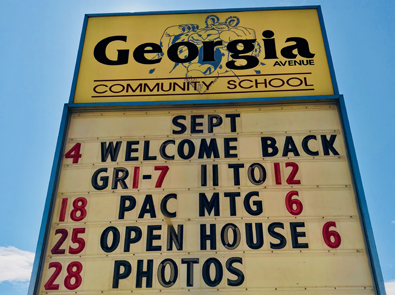 Georgia
AVENUE
COMMUNITY SCHOOL
SEPT
4 WELCOME BACK
GR1-7 11 TO 12
18 PAC MTG 6
25 OPEN HOUSE 6
28 PHOTOS